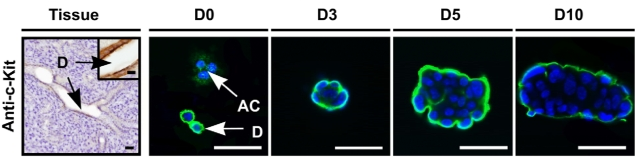 Tissue D0 D3 D5 D10
Anti-c-Kit
D
AC
D